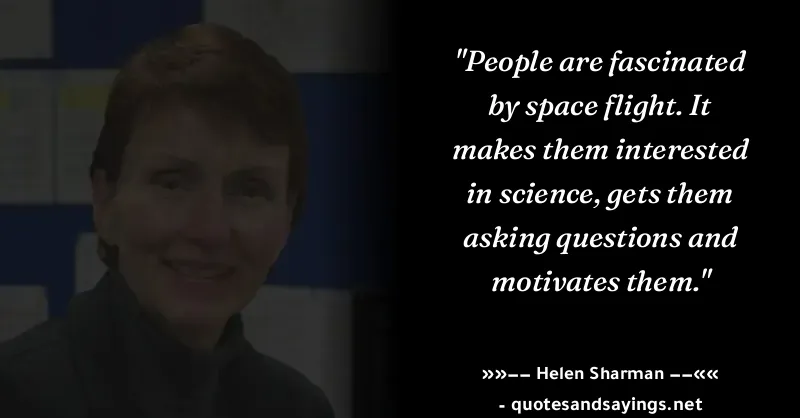 "People are fascinated
by space flight. It
makes them interested
in science, gets them
asking questions and
motivates them."
»»−− Helen Sharman −−««
- quotesandsayings.net